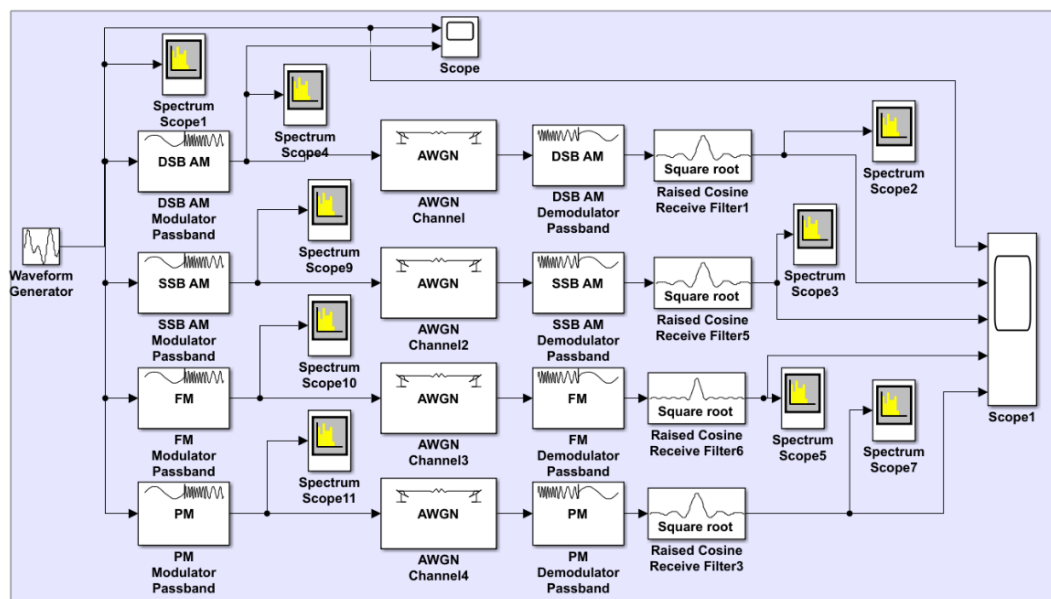 Scope
Spectrum
Scope1
Spectrum
Scope4
DSB AM
DSB AM
Modulator
Passband
AWGN
AWGN
Channel
DSB AM
DSB AM
Demodulator
Passband
Square root
Raised Cosine
Receive Filter1
Spectrum
Scope2
Waveform
Generator
Spectrum
Scope9
SSB AM
SSB AM
Modulator
Passband
AWGN
AWGN
Channel2
SSB AM
SSB AM
Demodulator
Passband
Square root
Raised Cosine
Receive Filter5
Spectrum
Scope3
Scope1
Spectrum
Scope10
FM
FM
Modulator
Passband
AWGN
AWGN
Channel3
FM
FM
Demodulator
Passband
Square root
Raised Cosine
Receive Filter6
Spectrum
Scope5
Spectrum
Scope7
Spectrum
Scope11
PM
PM
Modulator
Passband
AWGN
AWGN
Channel4
PM
PM
Demodulator
Passband
Square root
Raised Cosine
Receive Filter3